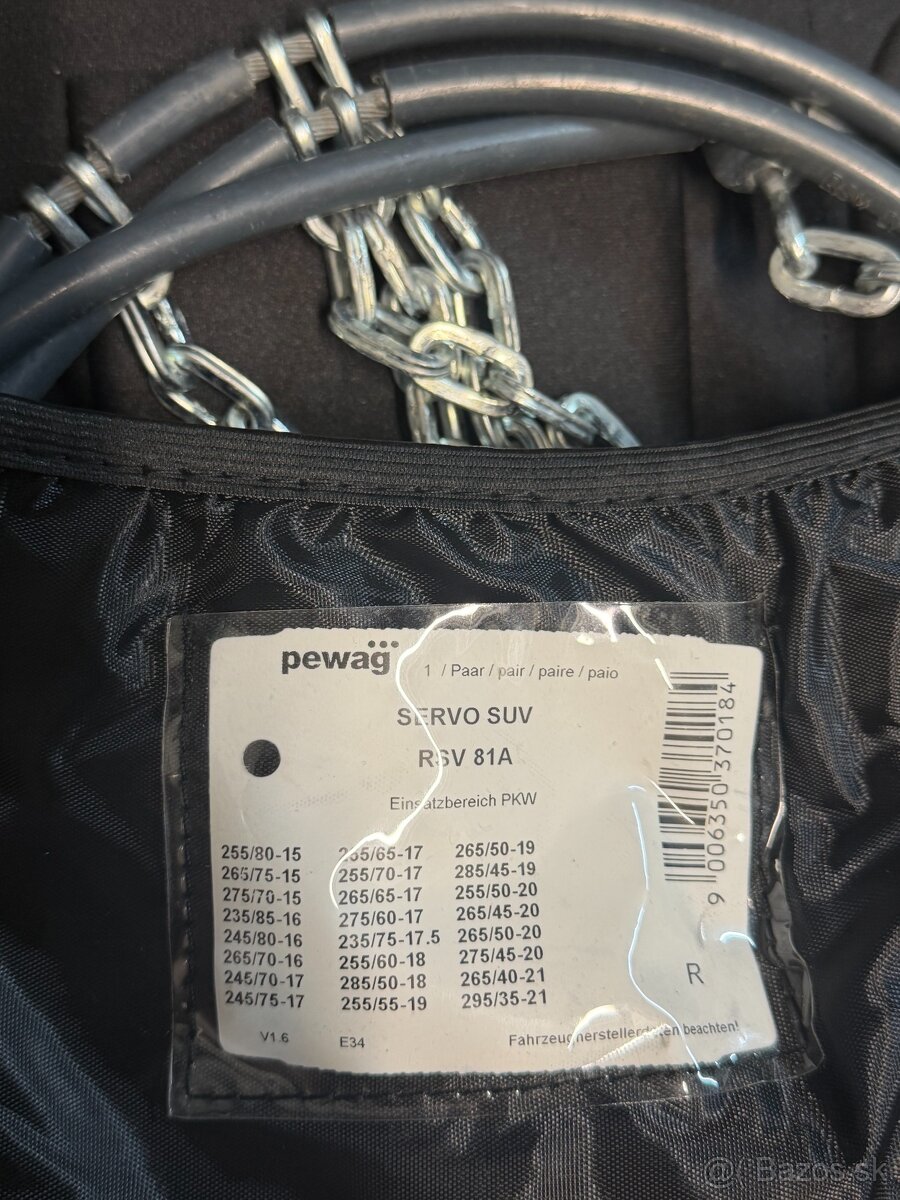 pewag
1 / Paar / pair / paire / paio
SERVO SUV
RSV 81A
Einsatzbereich PKW
255/80-15
265/75-15
275/70-15
235/85-16
245/80-16
265/70-16
245/70-17
245/75-17
/65-17
255/70-17
265/65-17
275/60-17
235/75-17.5
255/60-18
285/50-18
255/55-19
265/50-19
285/45-19
255/50-20
265/45-20
265/50-20
275/45-20
265/40-21
295/35-21
9 006350 370184
R
V1.6
E34
Fahrzeugherstellerdaten beachten!
@ Bazos.sk